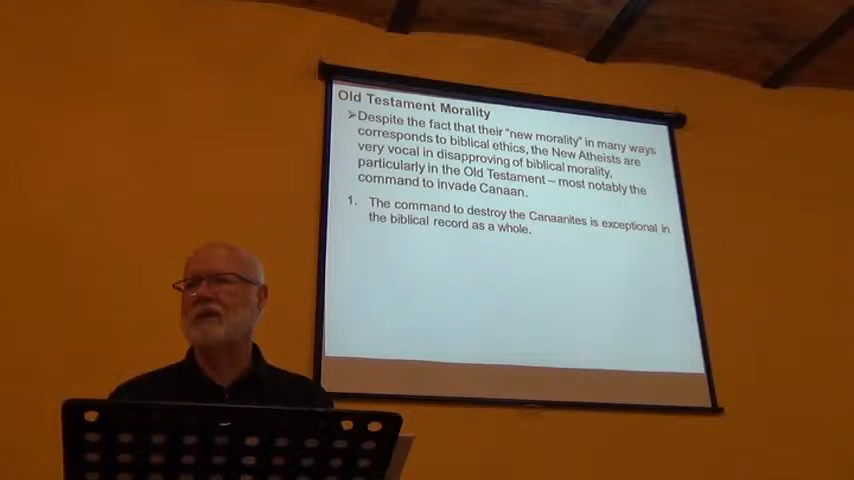 Old Testament Morality
➢Despite the fact that their "new morality" in many ways
corresponds to biblical ethics, the New Atheists are
very vocal in disapproving of biblical morality,
particularly in the Old Testament – most notably the
command to invade Canaan.
1. The command to destroy the Canaanites is exceptional in
the biblical record as a whole.